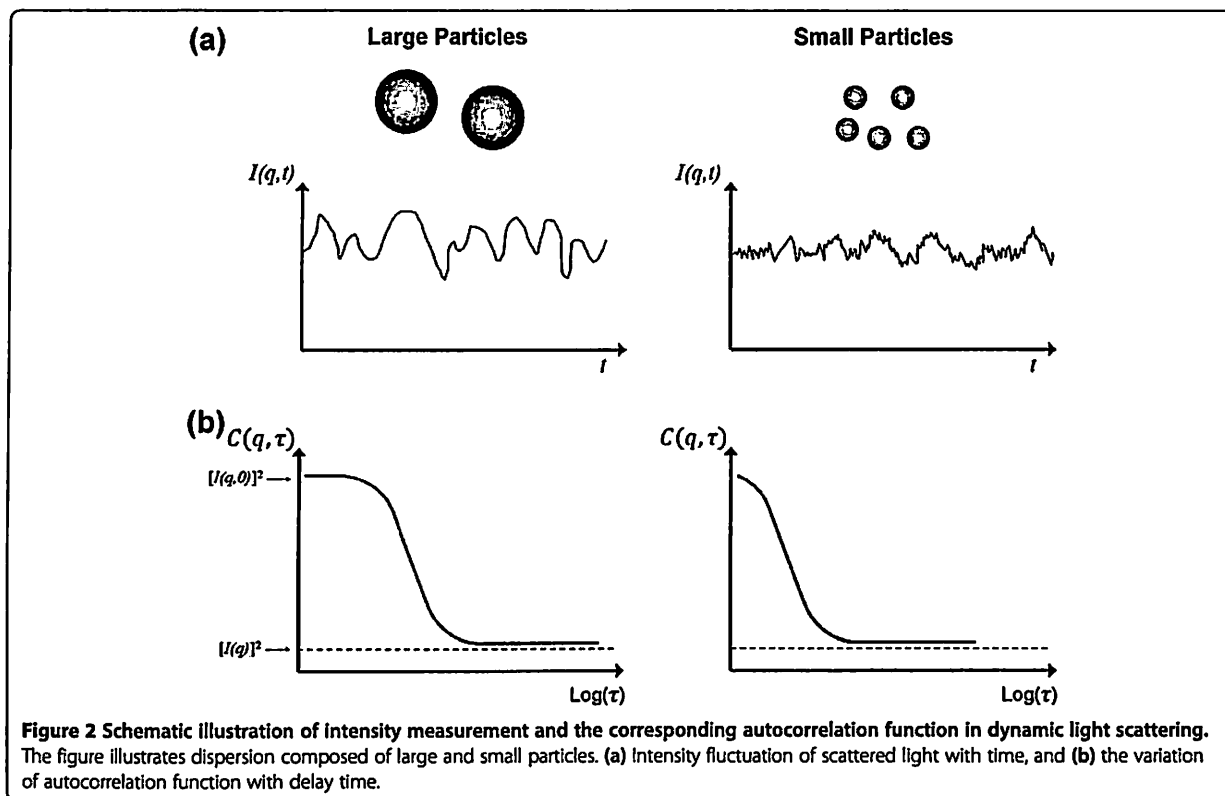 (a)
Large Particles
Small Particles
I(q,t)
t
I(q,t)
t
(b)
C(q,τ)
[I(q,0)]²
[I(q)]²
Log(τ)
C(q,τ)
Log(τ)
Figure 2 Schematic illustration of intensity measurement and the corresponding autocorrelation function in dynamic light scattering.
The figure illustrates dispersion composed of large and small particles. (a) Intensity fluctuation of scattered light with time, and (b) the variation
of autocorrelation function with delay time.